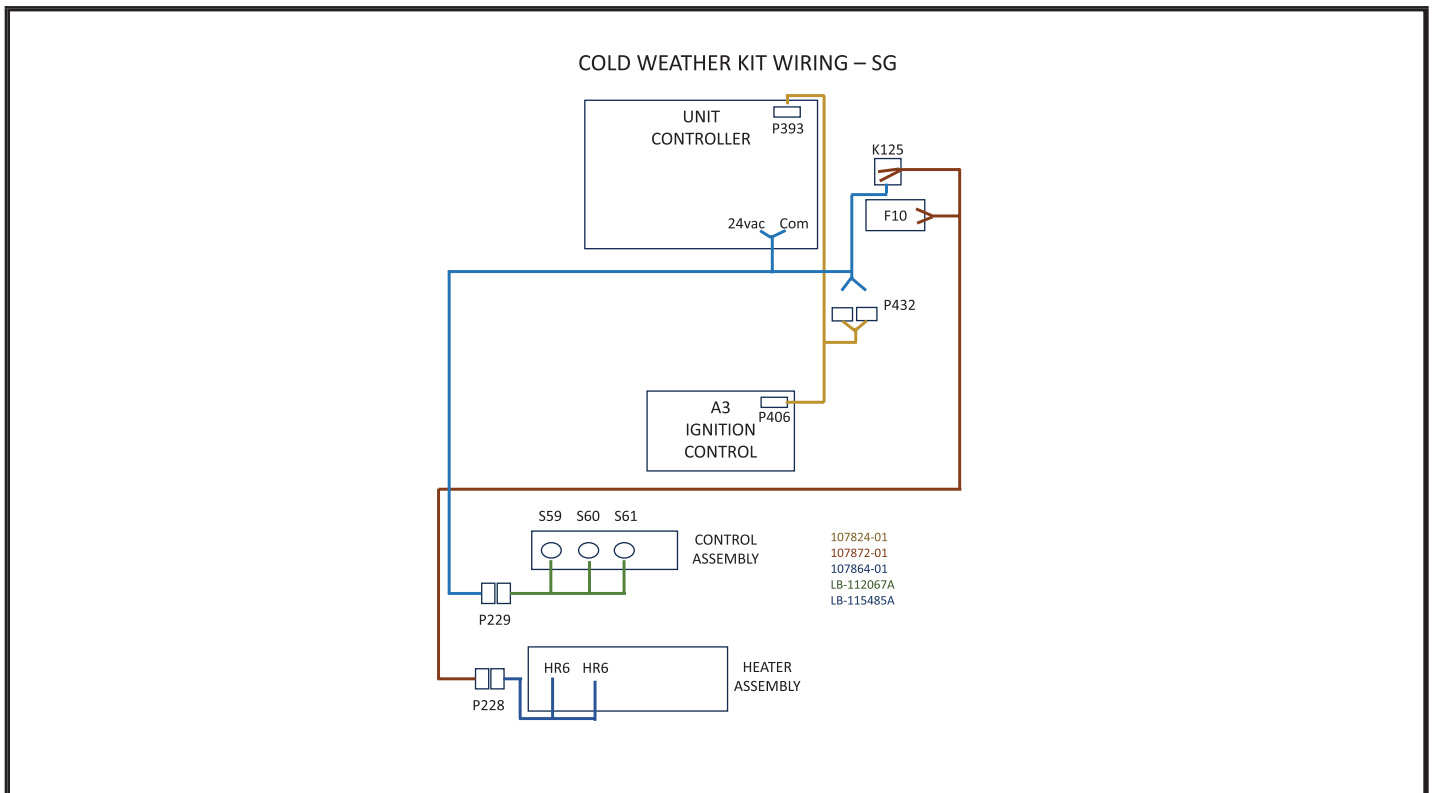 COLD WEATHER KIT WIRING – SG
UNIT
CONTROLLER
P393
K125
F10
24vac Com
P432
A3
IGNITION
CONTROL
P406
S59 S60 S61
CONTROL
ASSEMBLY
107824-01
107872-01
107864-01
LB-112067A
LB-115485A
P229
HR6 HR6
HEATER
ASSEMBLY
P228